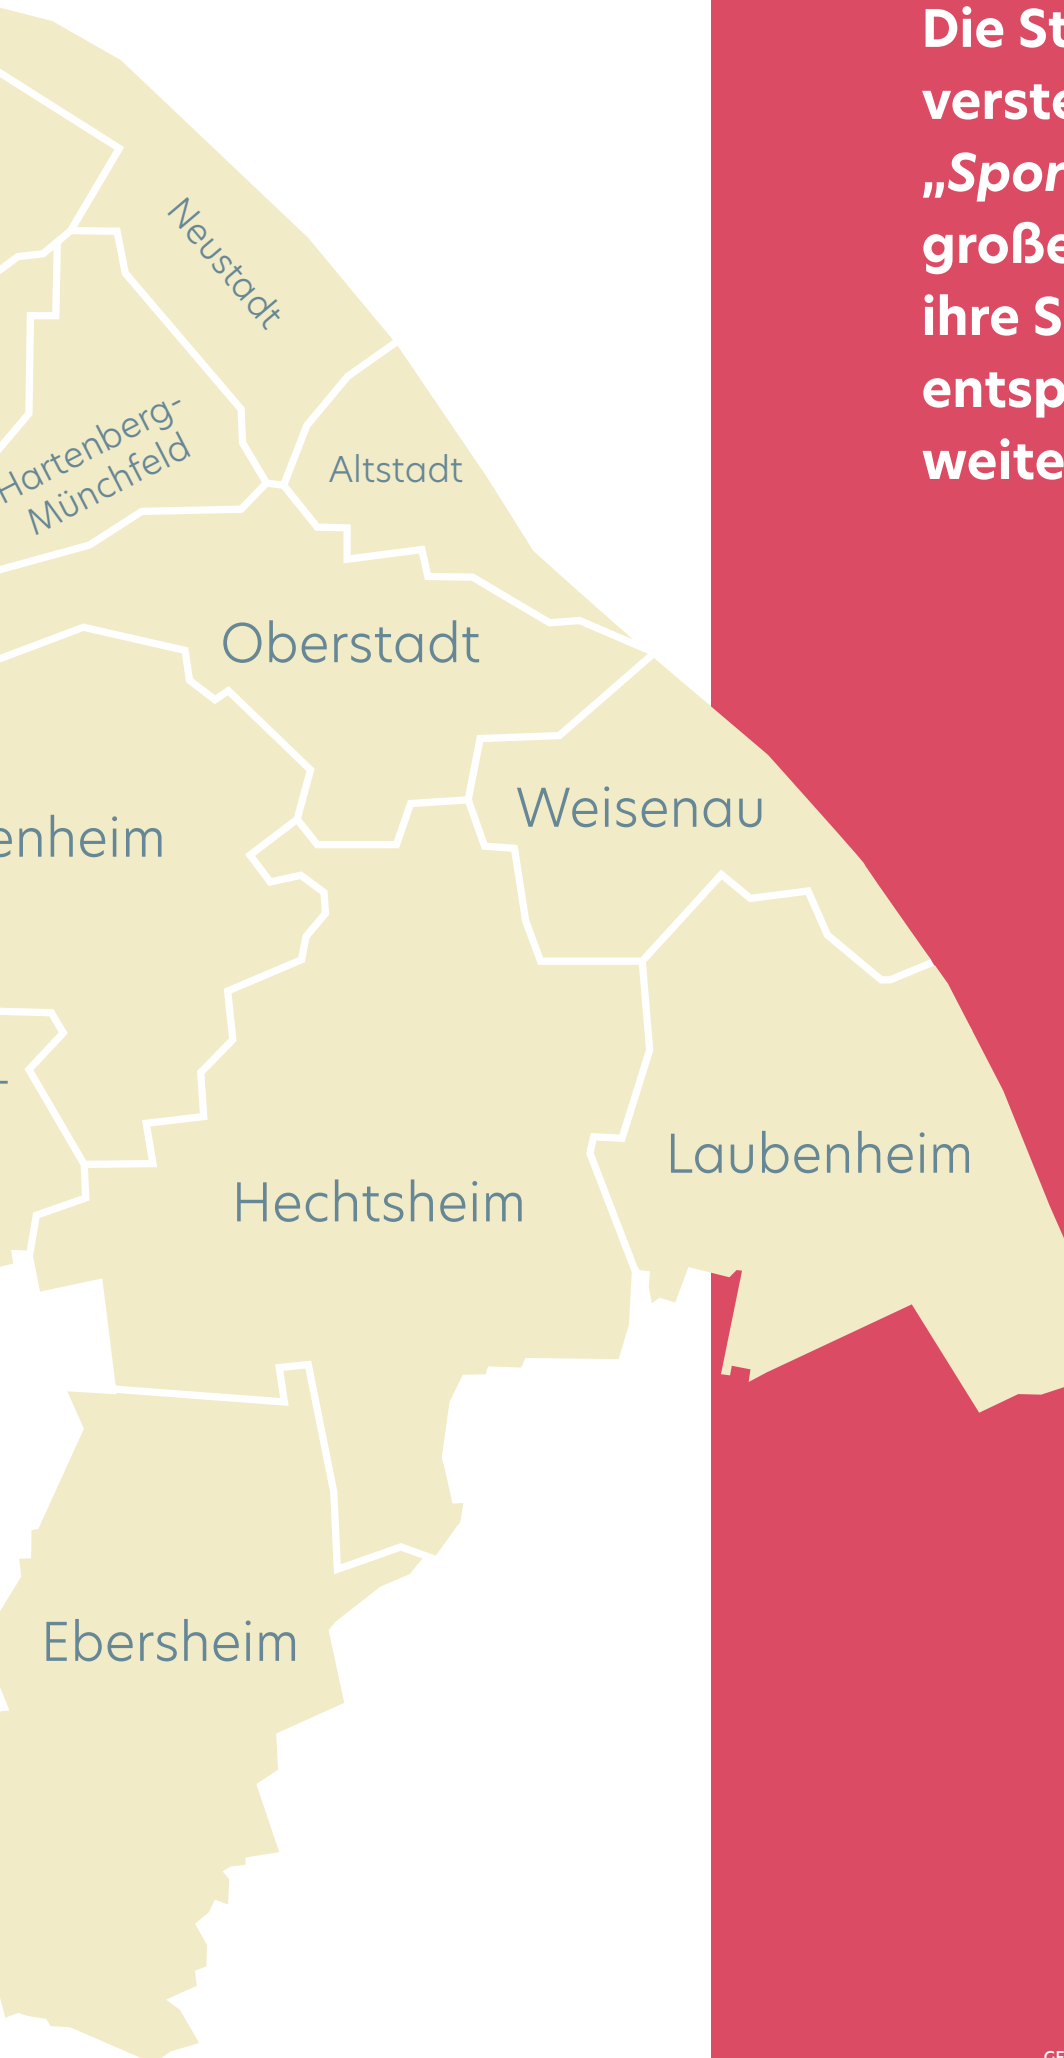 Die St
verste
„Spor
große
ihre S
entsp
weite
Neustadt
Hartenberg-
Münchfeld
Altstadt
Oberstadt
Weisenau
enheim
Laubenheim
Hechtsheim
Ebersheim